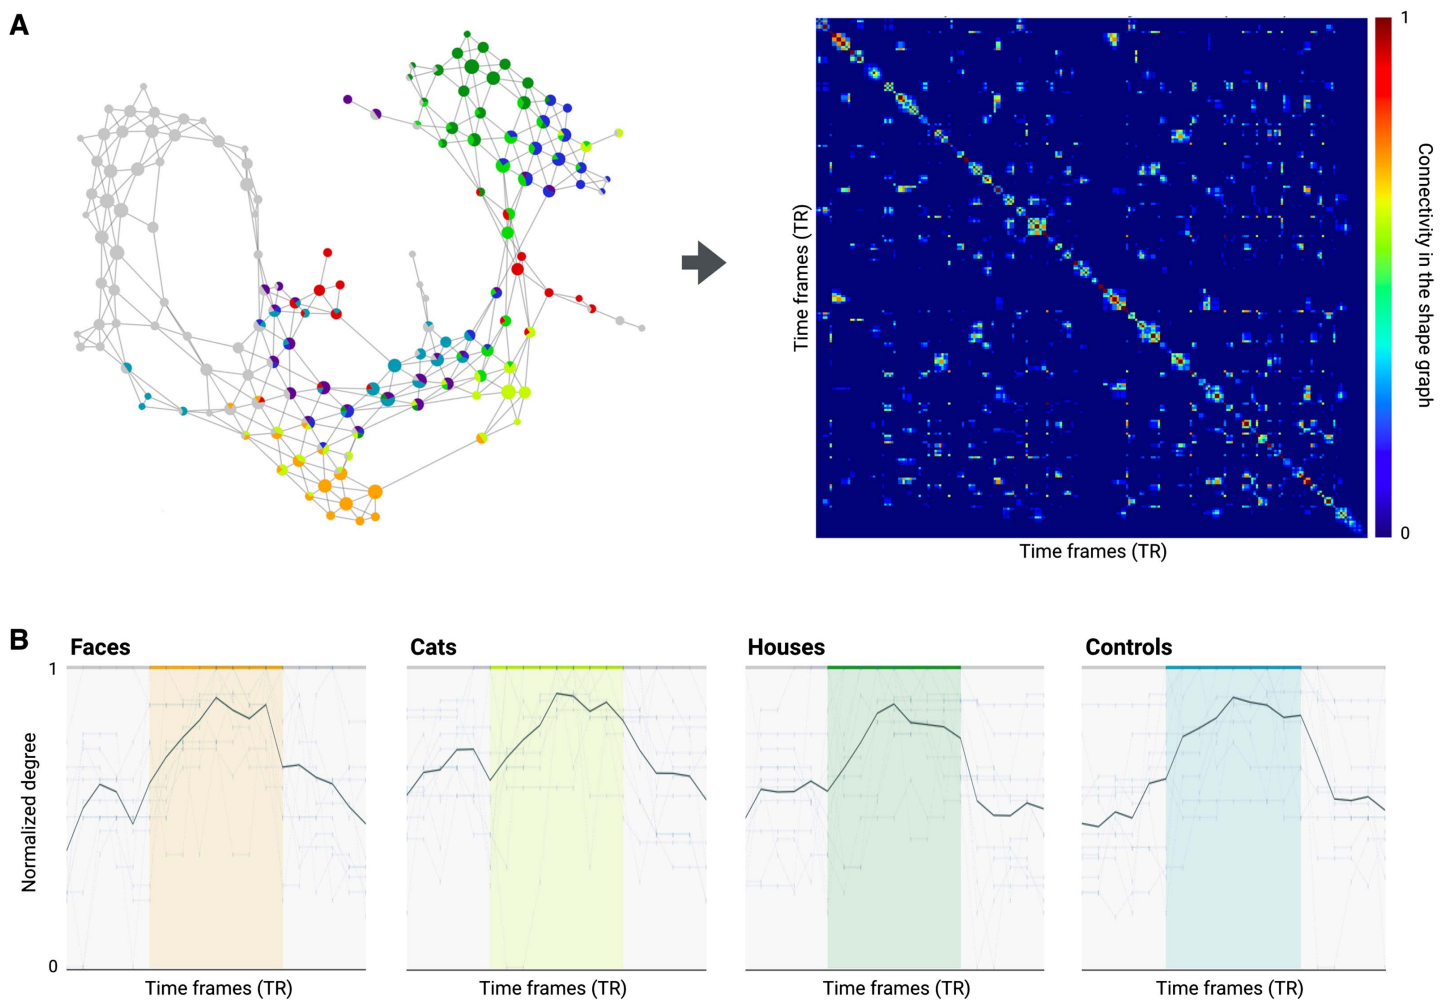 A
Time frames (TR)
Time frames (TR)
1
0
Connectivity in the shape graph
B
Faces
Cats
Houses
Controls
Normalized degree
1
0
Time frames (TR)
Time frames (TR)
Time frames (TR)
Time frames (TR)